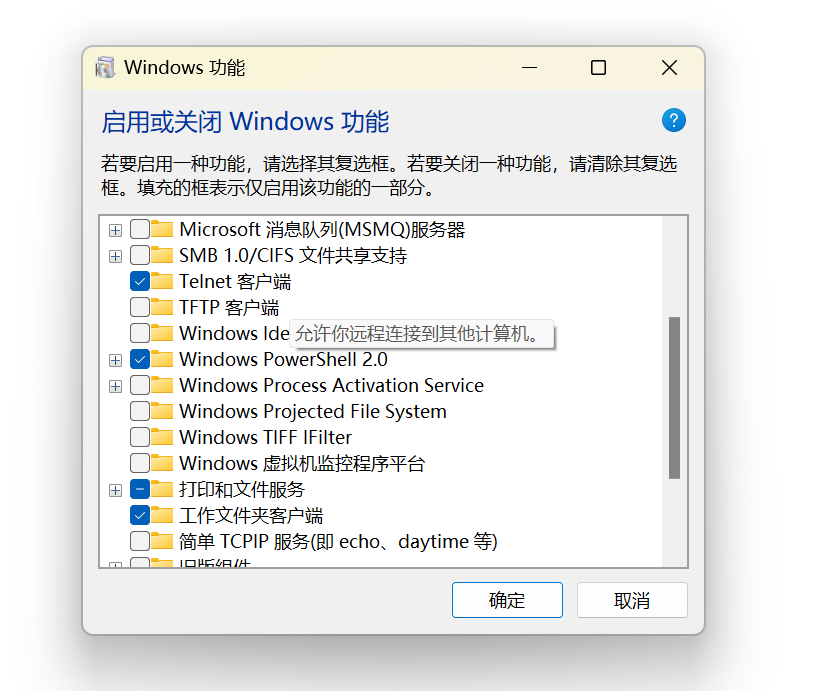 Windows 功能
启用或关闭 Windows 功能
?
若要启用一种功能，请选择其复选框。若要关闭一种功能，请清除其复选
框。填充的框表示仅启用该功能的一部分。
Microsoft 消息队列(MSMQ)服务器
SMB 1.0/CIFS 文件共享支持
Telnet 客户端
TFTP 客户端
Windows Ide
允许你远程连接到其他计算机。
Windows PowerShell 2.0
Windows Process Activation Service
Windows Projected File System
Windows TIFF IFilter
Windows 虚拟机监控程序平台
打印和文件服务
工作文件夹客户端
简单 TCPIP 服务(即 echo、daytime 等)
旧版组件
确定
取消